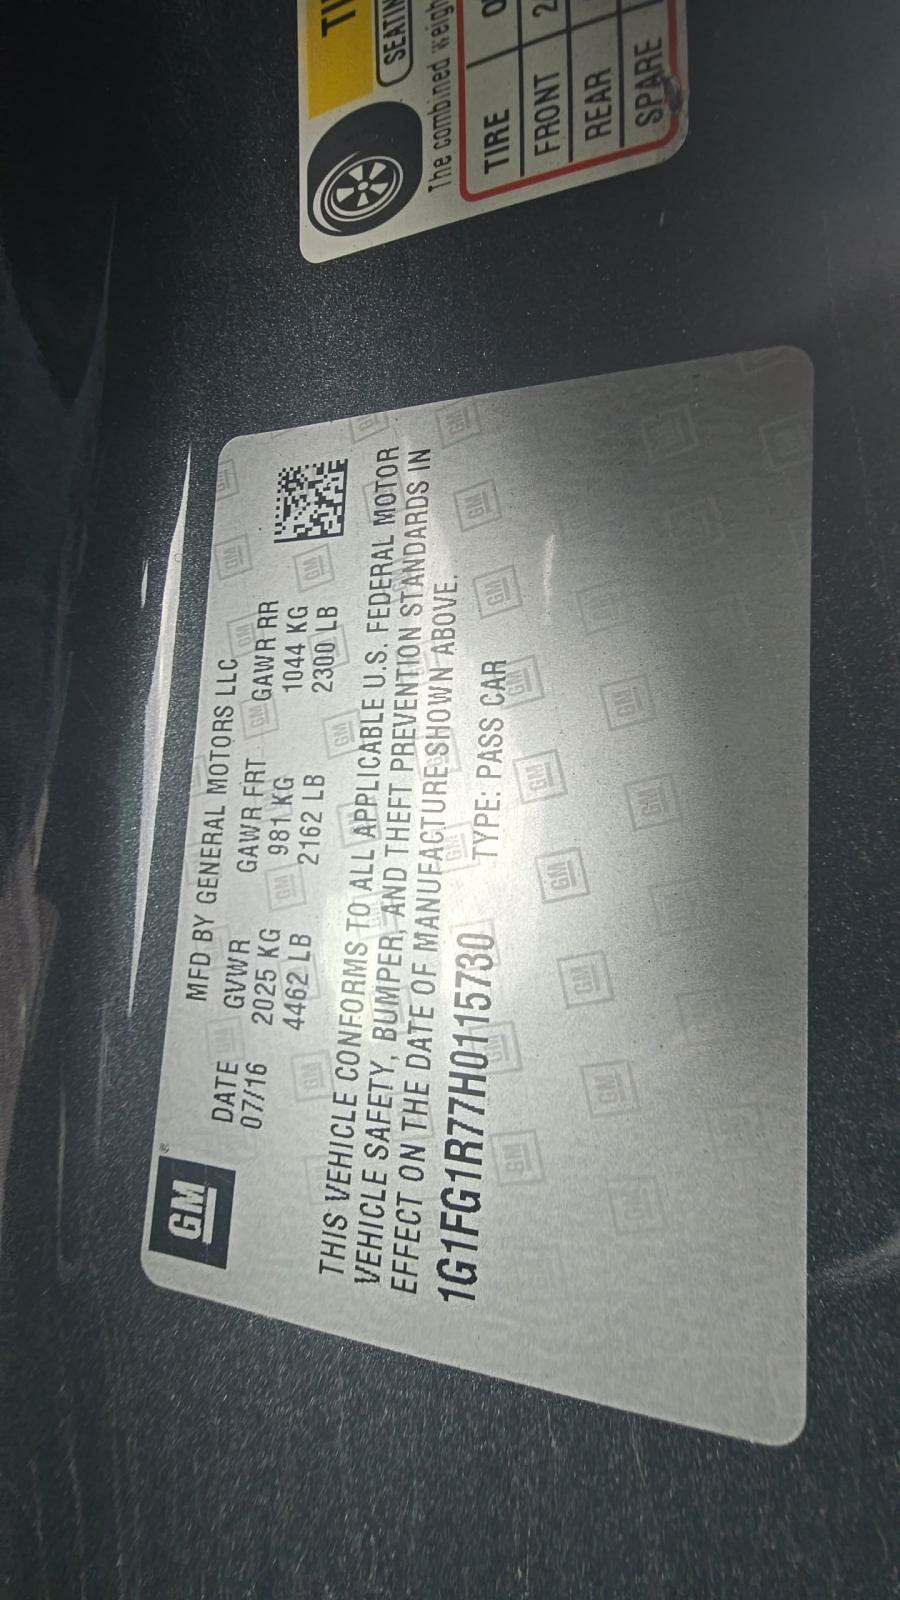 GM
®
MFD BY GENERAL MOTORS LLC
DATE GVWR GAWR FRT GAWR RR
07/16 2025 KG 981 KG 1044 KG
4462 LB 2162 LB 2300 LB
THIS VEHICLE CONFORMS TO ALL APPLICABLE U.S. FEDERAL MOTOR
VEHICLE SAFETY, BUMPER, AND THEFT PREVENTION STANDARDS IN
EFFECT ON THE DATE OF MANUFACTURE SHOWN ABOVE.
1G1FG1R77H0115730 TYPE: PASS CAR
The combined
TIRE
FRONT
REAR
SPARE